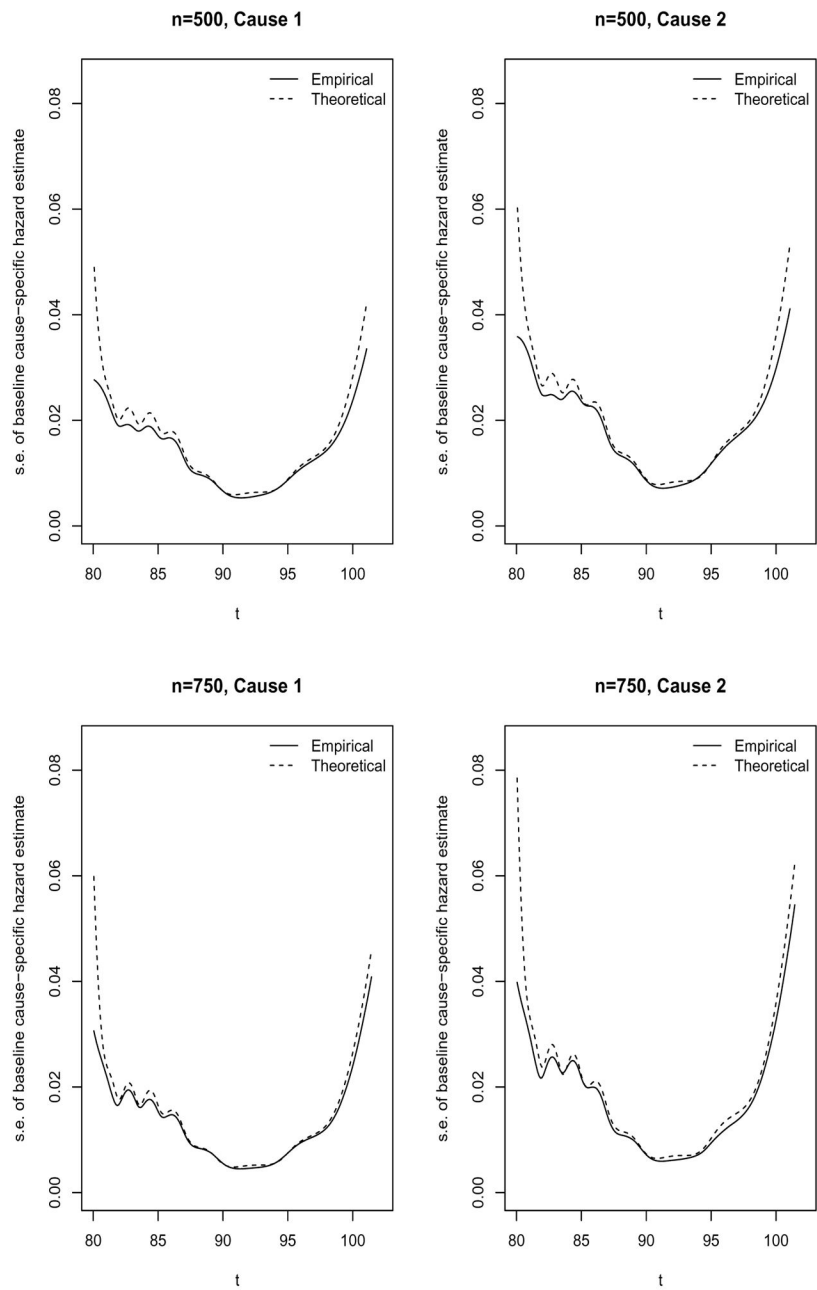 n=500, Cause 1
s.e. of baseline cause−specific hazard estimate
0.00 0.02 0.04 0.06 0.08
Empirical
Theoretical
80 85 90 95 100
t
n=500, Cause 2
s.e. of baseline cause−specific hazard estimate
0.00 0.02 0.04 0.06 0.08
Empirical
Theoretical
80 85 90 95 100
t
n=750, Cause 1
s.e. of baseline cause−specific hazard estimate
0.00 0.02 0.04 0.06 0.08
Empirical
Theoretical
80 85 90 95 100
t
n=750, Cause 2
s.e. of baseline cause−specific hazard estimate
0.00 0.02 0.04 0.06 0.08
Empirical
Theoretical
80 85 90 95 100
t